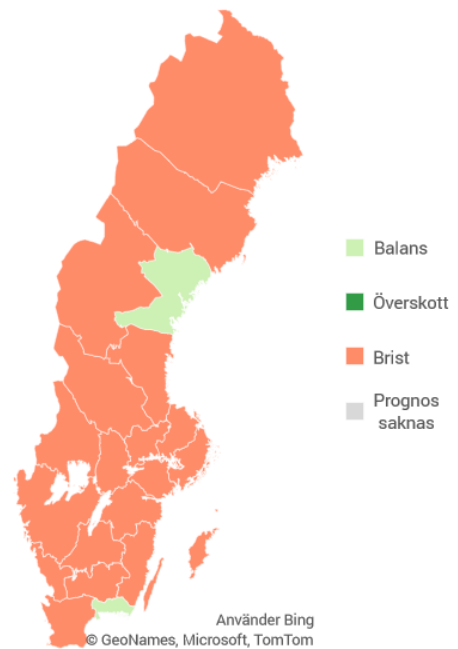 Balans
Överskott
Brist
Prognos
saknas
Använder Bing
© GeoNames, Microsoft, TomTom